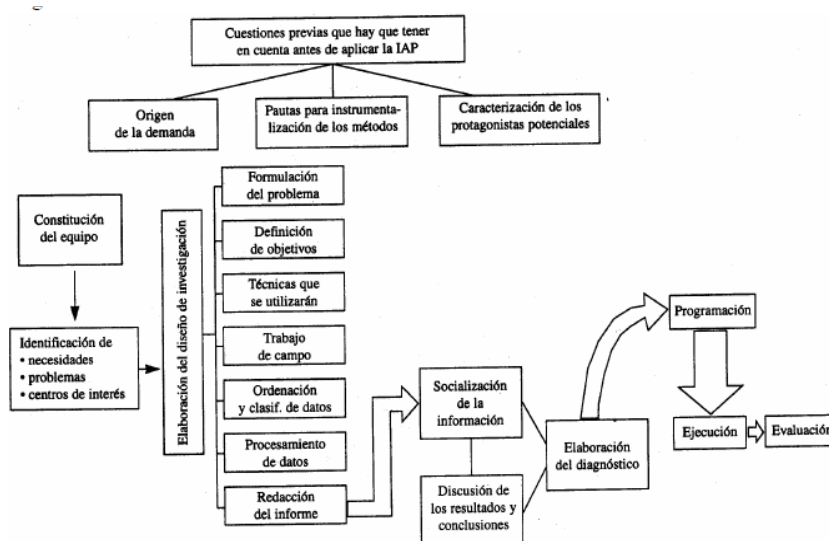 Cuestiones previas que hay que tener
en cuenta antes de aplicar la IAP
Origen
de la demanda
Pautas para instrumenta-
lización de los métodos
Caracterización de los
protagonistas potenciales
Constitución
del equipo
Identificación de
• necesidades
• problemas
• centros de interés
Elaboración del diseño de investigación
Formulación
del problema
Definición
de objetivos
Técnicas que
se utilizarán
Trabajo
de campo
Ordenación
y clasif. de datos
Procesamiento
de datos
Redacción
del informe
Socialización
de la
información
Discusión de
los resultados y
conclusiones
Elaboración
del diagnóstico
Programación
Ejecución
Evaluación